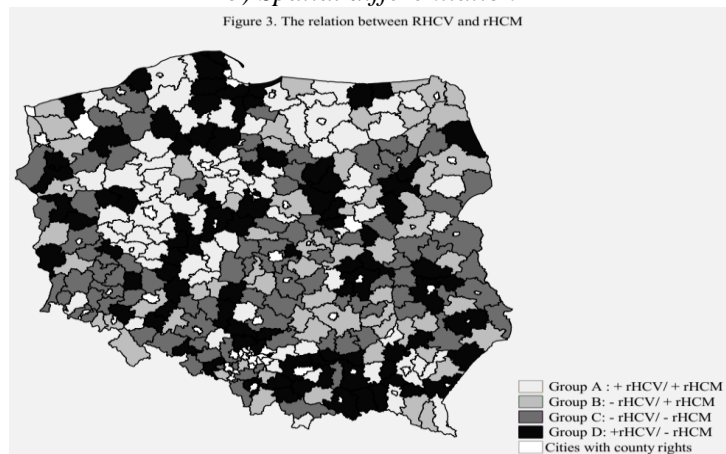 Figure 3. The relation between RHCV and rHCM
Group A : + rHCV/ + rHCM
Group B: - rHCV/ + rHCM
Group C: - rHCV/ - rHCM
Group D: +rHCV/ - rHCM
Cities with county rights